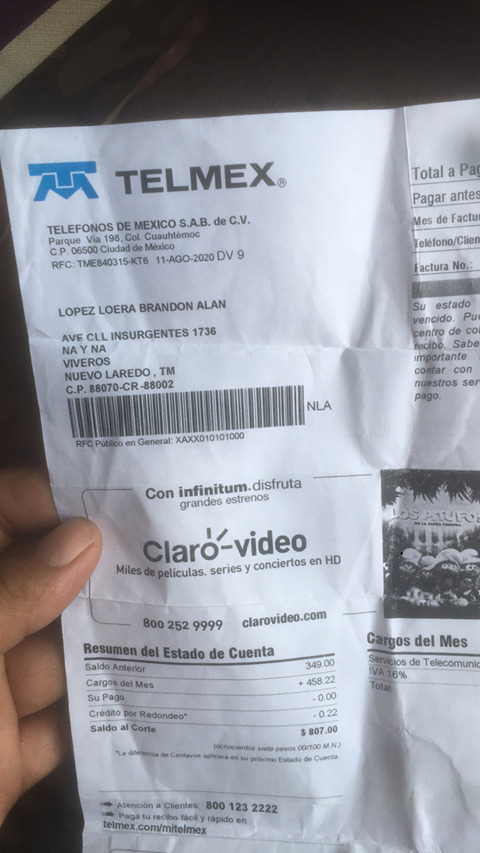 TELMEX®
TELEFONOS DE MEXICO S.A.B. de C.V.
Parque Via 198, Col. Cuauhtémoc
C.P. 06500 Ciudad de México
RFC: TME840315-KT6 11-AGO-2020 DV 9
LOPEZ LOERA BRANDON ALAN
AVE CLL INSURGENTES 1736
NA Y NA
VIVEROS
NUEVO LAREDO , TM
C.P. 88070-CR -88002
NLA
RFC Público en General: XAXX010101000
Total a Pag
Pagar antes
Mes de Factur
Teléfono/Clien
Factura No.:
Su estado
vencido. Pue
centro de co
recibo. Sabe
importante.
contar con
nuestros ser
pago.
Con infinitum disfruta
grandes estrenos
Claro-video
Miles de películas, series y conciertos en HD
800 252 9999 clarovideo.com
LOS PITUFOS
Resumen del Estado de Cuenta
Saldo Anterior 349.00
Cargos del Mes + 458.22
Su Pago - 0.00
Crédito por Redondeo* - 0.22
Saldo al Corte $ 807.00
(ochocientos siete pesos 00/100 M.N.)
*La diferencia de Centavos aplicará en su próximo Estado de Cuenta
Cargos del Mes
Servicios de Telecomunic
IVA 16%
Total
Atención a Clientes: 800 123 2222
Paga tu recibo fácil y rápido en
telmex.com/mitelmex